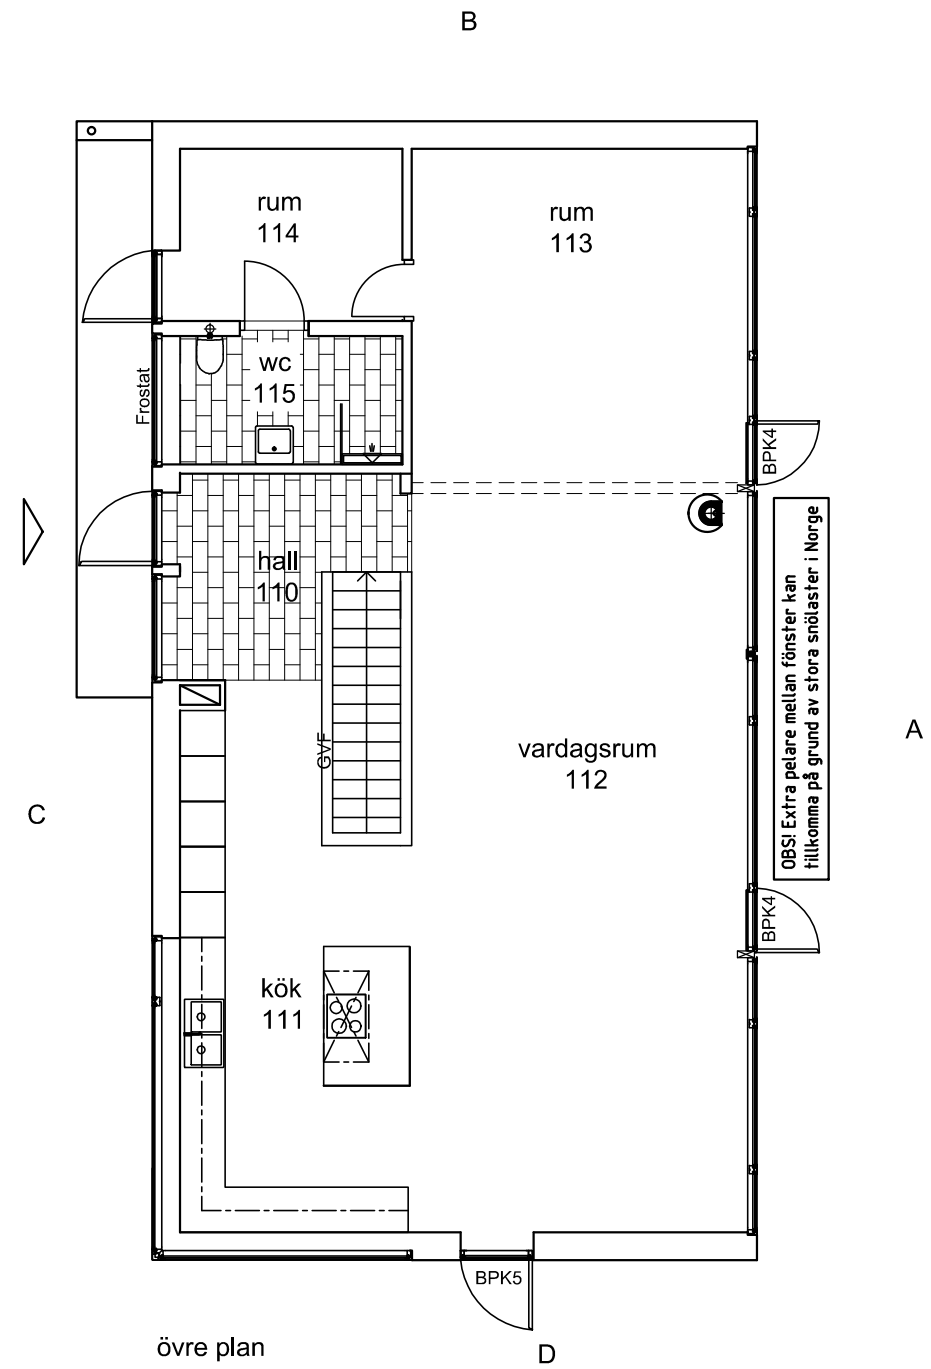 B
rum
114
rum
113
wc
115
Frostat
BPK4
hall
110
OBS! Extra pelare mellan fönster kan
tillkomma på grund av stora snölaster i Norge
A
GVF
vardagsrum
112
C
BPK4
kök
111
BPK5
övre plan
D